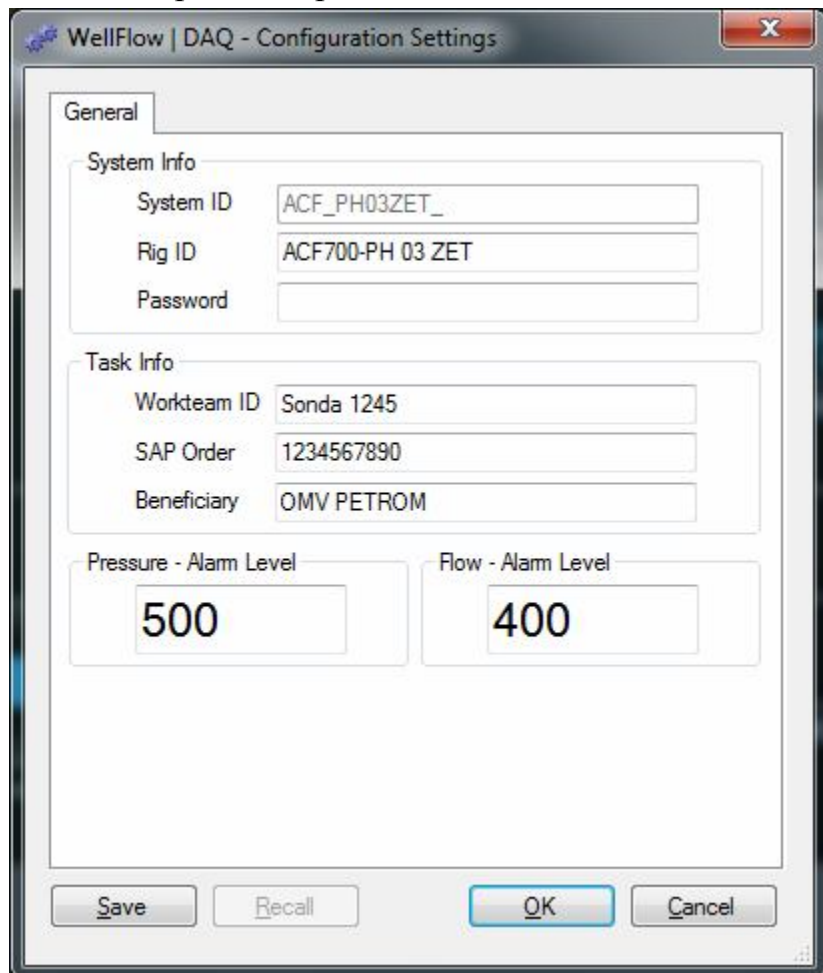 WellFlow | DAQ - Configuration Settings
General
System Info
System ID ACF_PH03ZET_
Rig ID ACF700-PH 03 ZET
Password
Task Info
Workteam ID Sonda 1245
SAP Order 1234567890
Beneficiary OMV PETROM
Pressure - Alarm Level Flow - Alarm Level
500 400
Save Recall OK Cancel